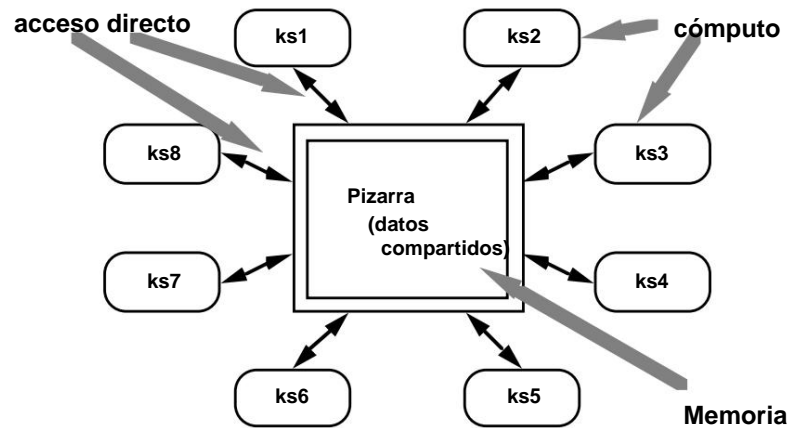 acceso directo
ks1
ks2
cómputo
ks8
ks3
Pizarra
(datos
compartidos)
ks7
ks4
ks6
ks5
Memoria